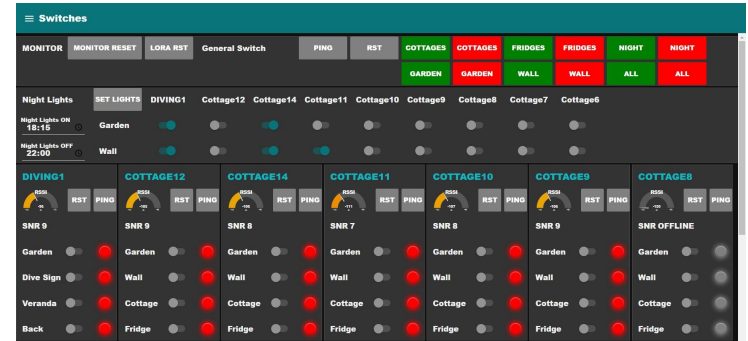 ≡ Switches
MONITOR MONITOR RESET LORA RST General Switch PING RST COTTAGES COTTAGES FRIDGES FRIDGES NIGHT NIGHT
GARDEN GARDEN WALL WALL ALL ALL
Night Lights SET LIGHTS DIVING1 Cottage12 Cottage14 Cottage11 Cottage10 Cottage9 Cottage8 Cottage7 Cottage6
Night Lights ON
18:15 Garden
Night Lights OFF
22:00 Wall
DIVING1 COTTAGE12 COTTAGE14 COTTAGE11 COTTAGE10 COTTAGE9 COTTAGE8
RSSI RST PING RSSI RST PING RSSI RST PING RSSI RST PING RSSI RST PING RSSI RST PING RSSI RST PING
SNR 9 SNR 9 SNR 8 SNR 7 SNR 8 SNR 9 SNR OFFLINE
Garden Garden Garden Garden Garden Garden Garden
Dive Sign Wall Wall Wall Wall Wall Wall
Veranda Cottage Cottage Cottage Cottage Cottage Cottage
Back Fridge Fridge Fridge Fridge Fridge Fridge